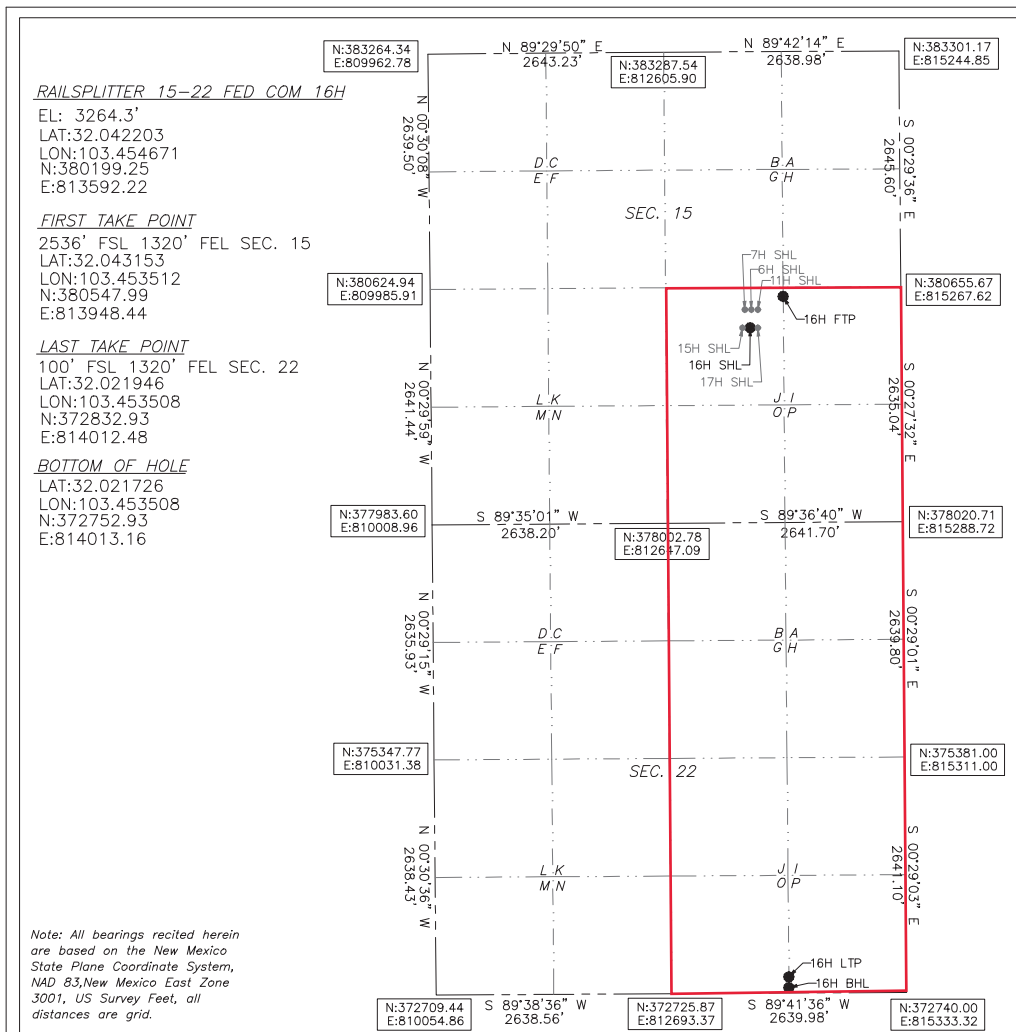 N:383264.34
E:809962.78
N 89°29'50" E
2643.23'
N:383287.54
E:812605.90
N 89°42'14" E
2638.98'
N:383301.17
E:815244.85
RAILSPLITTER 15-22 FED COM 16H
EL: 3264.3'
LAT:32.042203
LON:103.454671
N:380199.25
E:813592.22
FIRST TAKE POINT
2536' FSL 1320' FEL SEC. 15
LAT:32.043153
LON:103.453512
N:380547.99
E:813948.44
LAST TAKE POINT
100' FSL 1320' FEL SEC. 22
LAT:32.021946
LON:103.453508
N:372832.93
E:814012.48
BOTTOM OF HOLE
LAT:32.021726
LON:103.453508
N:372752.93
E:814013.16
N 00°30'08" W
2639.50'
D C
E F
B A
G H
S 00°29'36" E
2645.60'
SEC. 15
N:380624.94
E:809985.91
7H SHL
6H SHL
11H SHL
16H FTP
15H SHL
16H SHL
17H SHL
N:380655.67
E:815267.62
N 00°29'59" W
2641.44'
L K
M N
J I
O P
S 00°27'32" E
2635.04'
N:377983.60
E:810008.96
S 89°35'01" W
2638.20'
N:378002.78
E:812647.09
S 89°36'40" W
2641.70'
N:378020.71
E:815288.72
N 00°29'15" W
2635.93'
D C
E F
B A
G H
S 00°29'01" E
2639.80'
N:375347.77
E:810031.38
SEC. 22
N:375381.00
E:815311.00
N 00°30'36" W
2638.43'
L K
M N
J I
O P
S 00°29'03" E
2641.10'
16H LTP
16H BHL
Note: All bearings recited herein
are based on the New Mexico
State Plane Coordinate System,
NAD 83,New Mexico East Zone
3001, US Survey Feet, all
distances are grid.
N:372709.44
E:810054.86
S 89°38'36" W
2638.56'
N:372725.87
E:812693.37
S 89°41'36" W
2639.98'
N:372740.00
E:815333.32